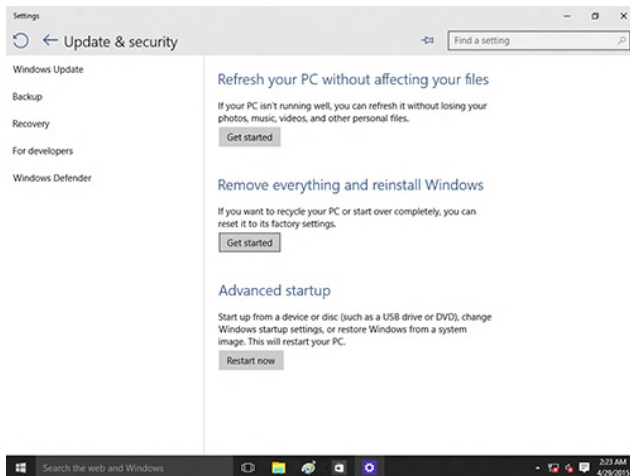 Settings
Update & security
Find a setting
Windows Update
Backup
Recovery
For developers
Windows Defender
Refresh your PC without affecting your files
If your PC isn't running well, you can refresh it without losing your
photos, music, videos, and other personal files.
Get started
Remove everything and reinstall Windows
If you want to recycle your PC or start over completely, you can
reset it to its factory settings.
Get started
Advanced startup
Start up from a device or disc (such as a USB drive or DVD), change
Windows startup settings, or restore Windows from a system
image. This will restart your PC.
Restart now
Search the web and Windows
2:23 AM
4/29/2015